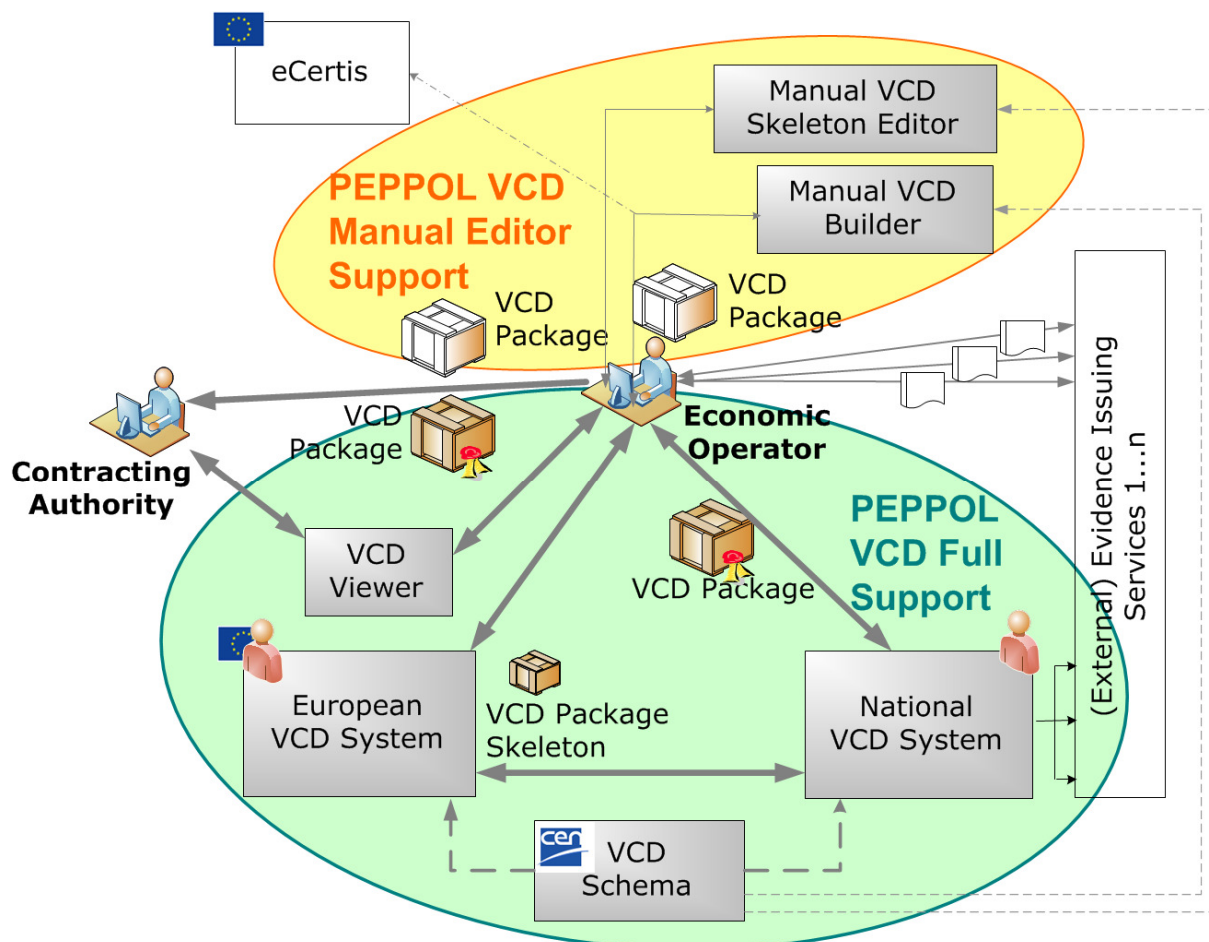 eCertis
Manual VCD
Skeleton Editor
PEPPOL VCD
Manual Editor
Support
Manual VCD
Builder
VCD
Package
VCD
Package
VCD
Package
Economic
Operator
Contracting
Authority
(External) Evidence Issuing
Services 1...n
PEPPOL
VCD Full
Support
VCD
Viewer
VCD Package
European
VCD System
VCD Package
Skeleton
National
VCD System
cen
VCD
Schema